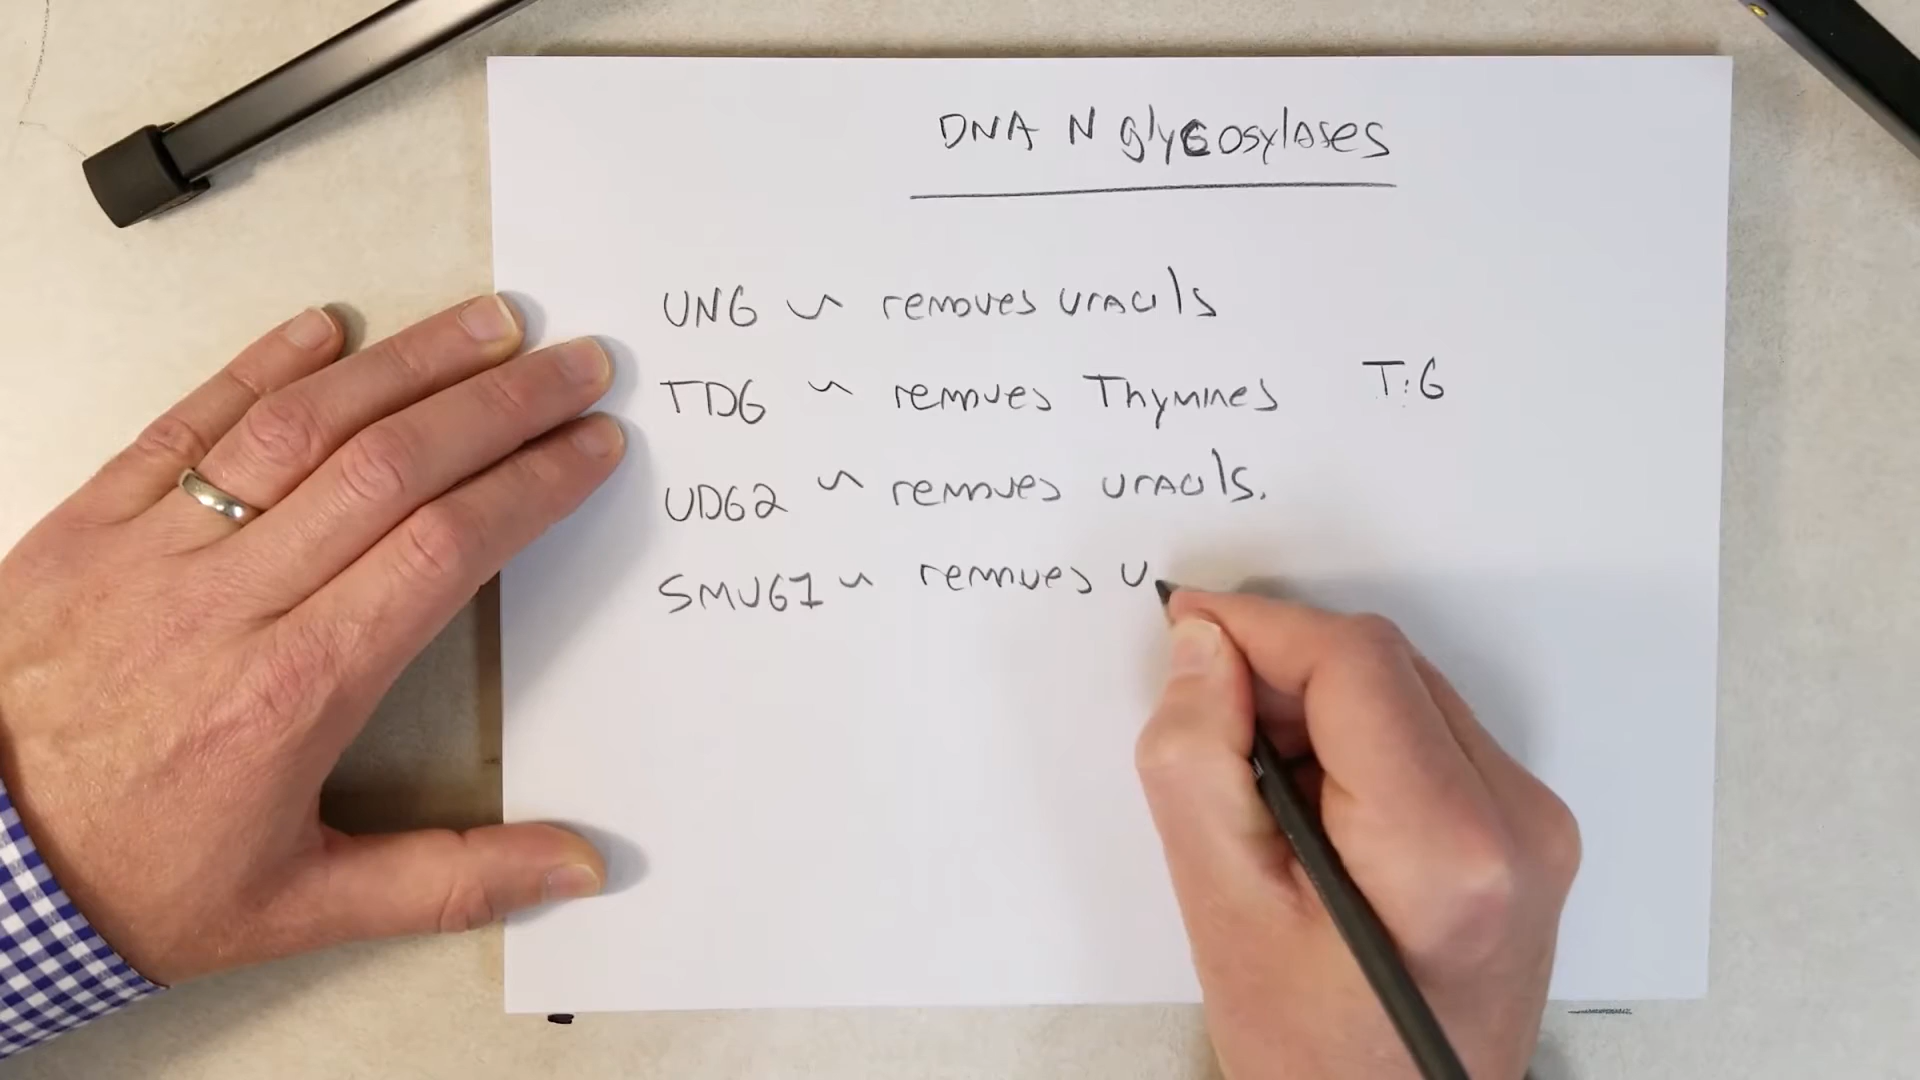 DNA N glycosylases
UNG ~ removes uracils
TDG ~ removes Thymines T:G
UDG2 ~ removes uracils.
SMUG1 ~ removes u